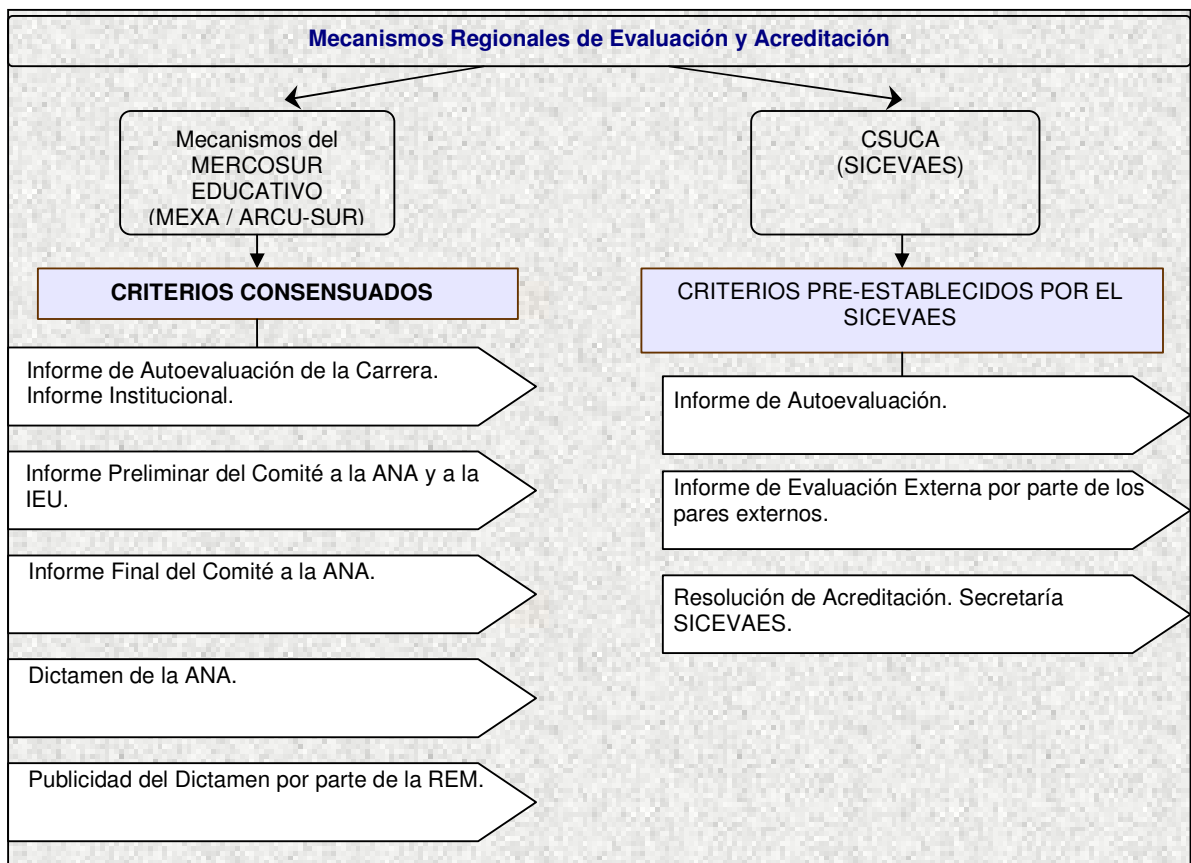 Mecanismos Regionales de Evaluación y Acreditación
Mecanismos del
MERCOSUR
EDUCATIVO
(MEXA / ARCU-SUR)
CRITERIOS CONSENSUADOS
Informe de Autoevaluación de la Carrera.
Informe Institucional.
Informe Preliminar del Comité a la ANA y a la
IEU.
Informe Final del Comité a la ANA.
Dictamen de la ANA.
Publicidad del Dictamen por parte de la REM.
CSUCA
(SICEVAES)
CRITERIOS PRE-ESTABLECIDOS POR EL
SICEVAES
Informe de Autoevaluación.
Informe de Evaluación Externa por parte de los
pares externos.
Resolución de Acreditación. Secretaría
SICEVAES.